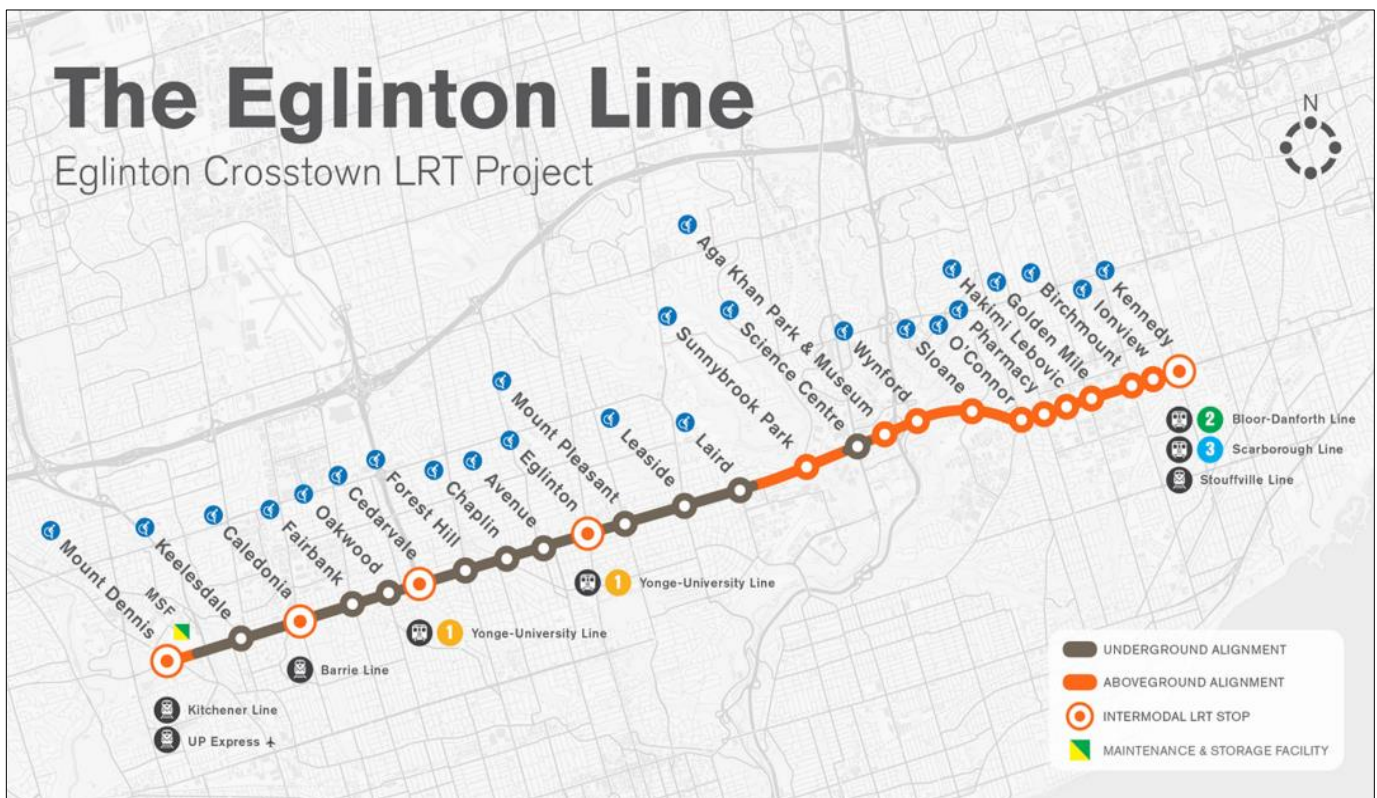 The Eglinton Line
Eglinton Crosstown LRT Project
N
Mount Dennis
MSF
Keelesdale
Caledonia
Fairbank
Oakwood
Cedarvale
Forest Hill
Chaplin
Avenue
Eglinton
Mount Pleasant
Leaside
Laird
Sunnybrook Park
Science Centre
Aga Khan Park & Museum
Wynford
Sloane
O'Connor
Pharmacy
Hakimi Lebovic
Golden Mile
Birchmount
Ionview
Kennedy
2 Bloor-Danforth Line
3 Scarborough Line
Stouffville Line
1 Yonge-University Line
1 Yonge-University Line
Barrie Line
Kitchener Line
UP Express
UNDERGROUND ALIGNMENT
ABOVEGROUND ALIGNMENT
INTERMODAL LRT STOP
MAINTENANCE & STORAGE FACILITY